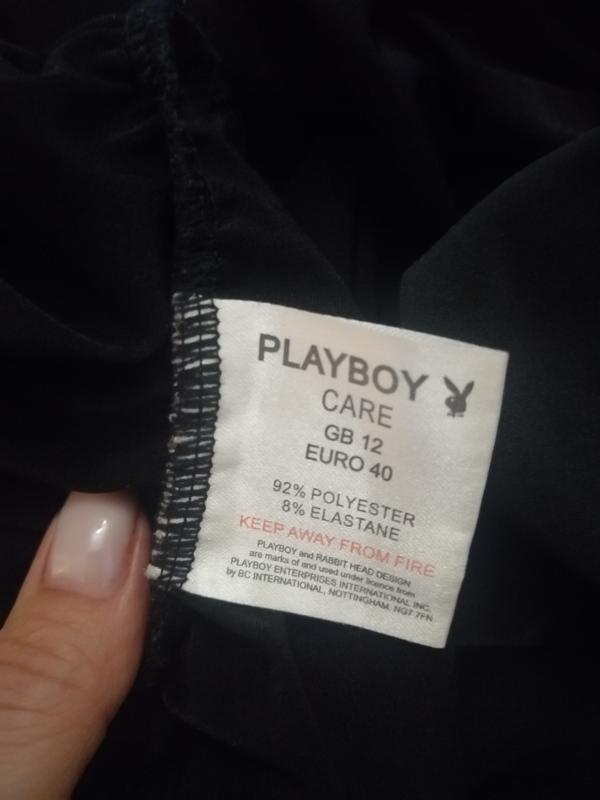 PLAYBOY
CARE
GB 12
EURO 40
92% POLYESTER
8% ELASTANE
KEEP AWAY FROM FIRE
PLAYBOY and RABBIT HEAD DESIGN
are marks of and used under licence from
PLAYBOY ENTERPRISES INTERNATIONAL INC.
by BC INTERNATIONAL, NOTTINGHAM, NG7 7FN